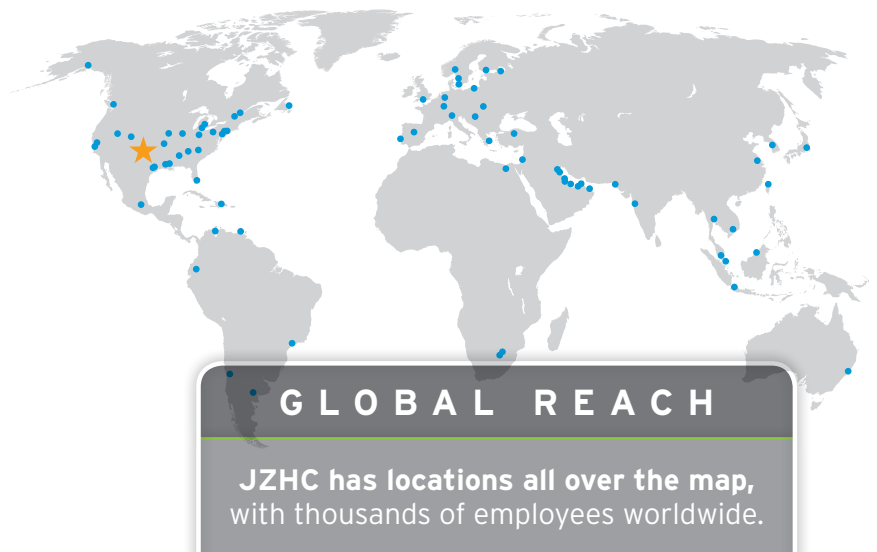 GLOBAL REACH
JZHC has locations all over the map,
with thousands of employees worldwide.